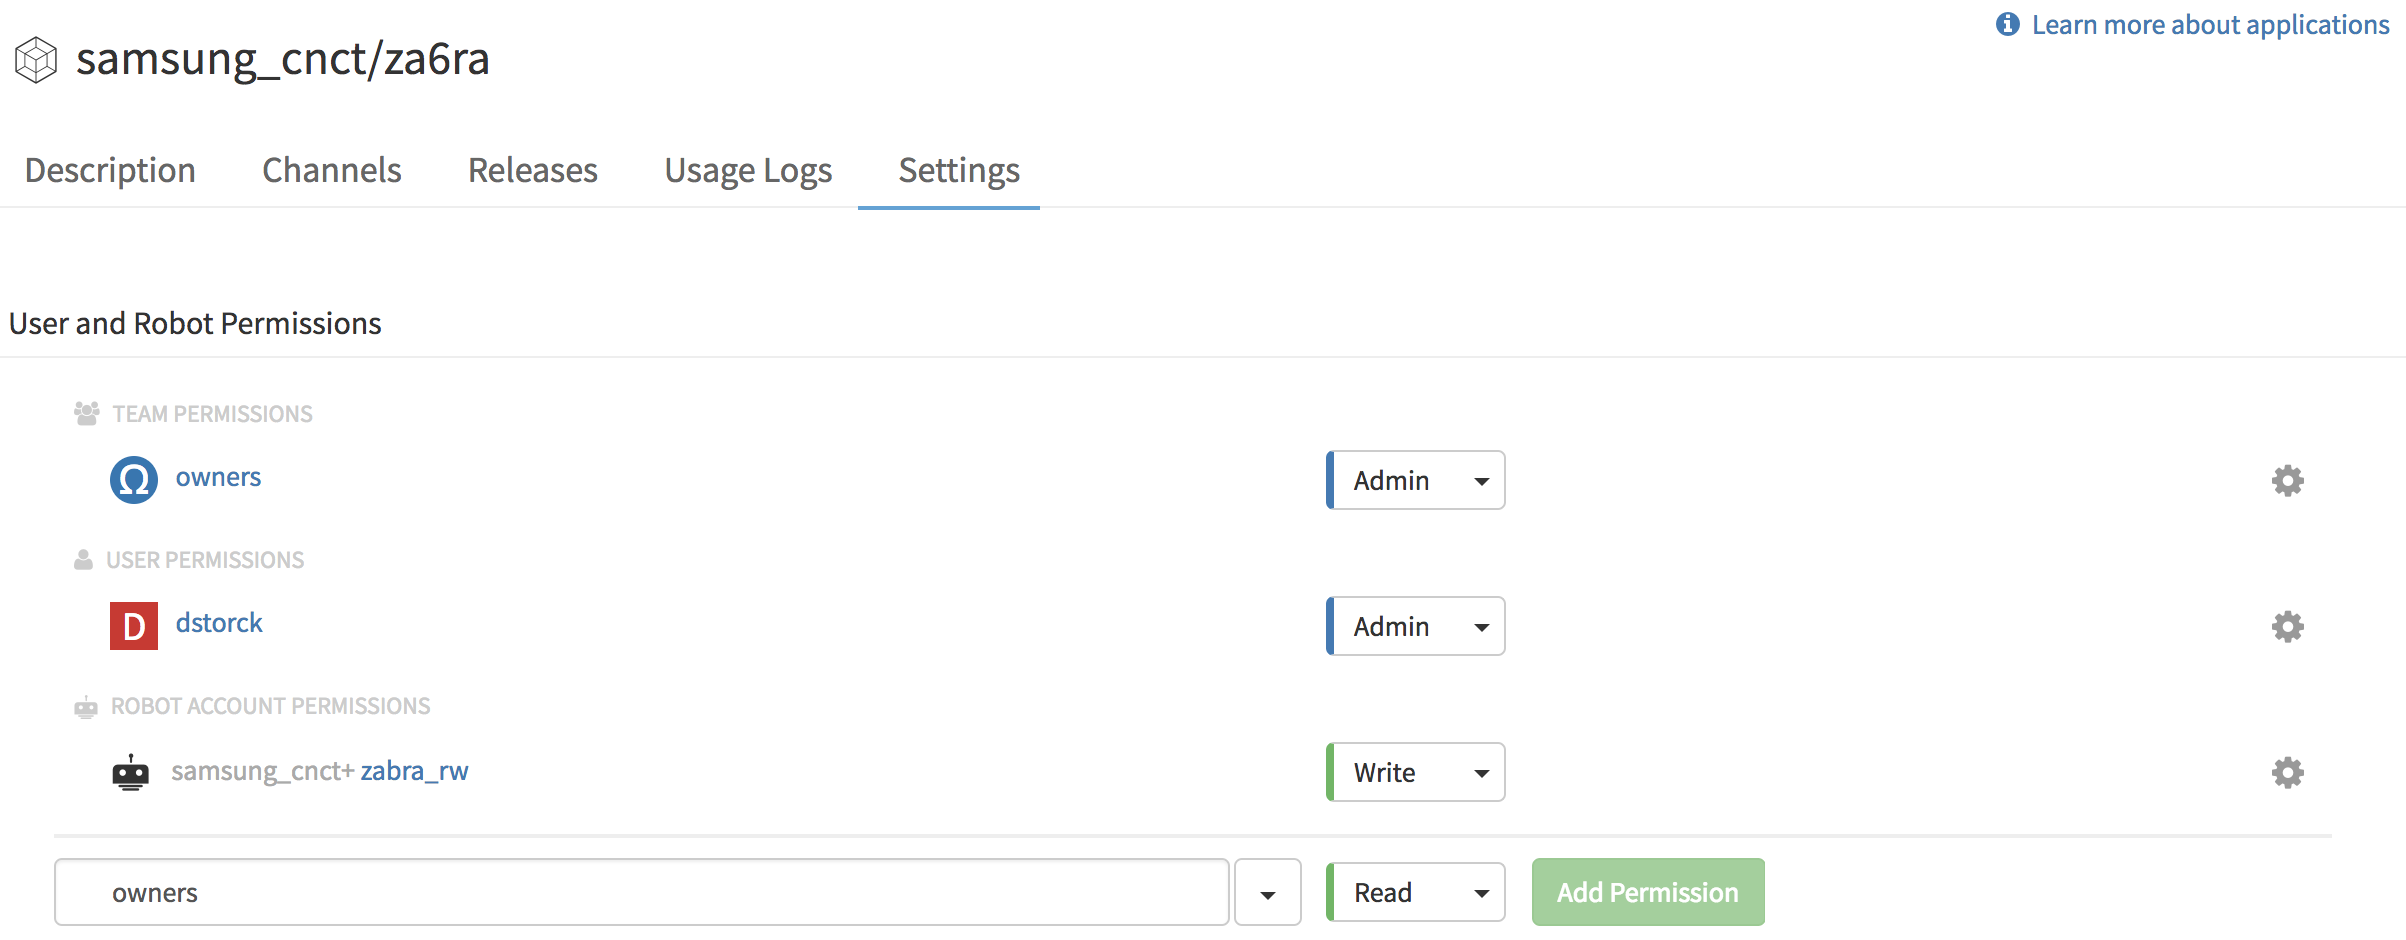 Learn more about applications
samsung_cnct/za6ra
Description Channels Releases Usage Logs Settings
User and Robot Permissions
TEAM PERMISSIONS
Ω owners Admin
USER PERMISSIONS
D dstorck Admin
ROBOT ACCOUNT PERMISSIONS
samsung_cnct+ zabra_rw Write
owners Read Add Permission